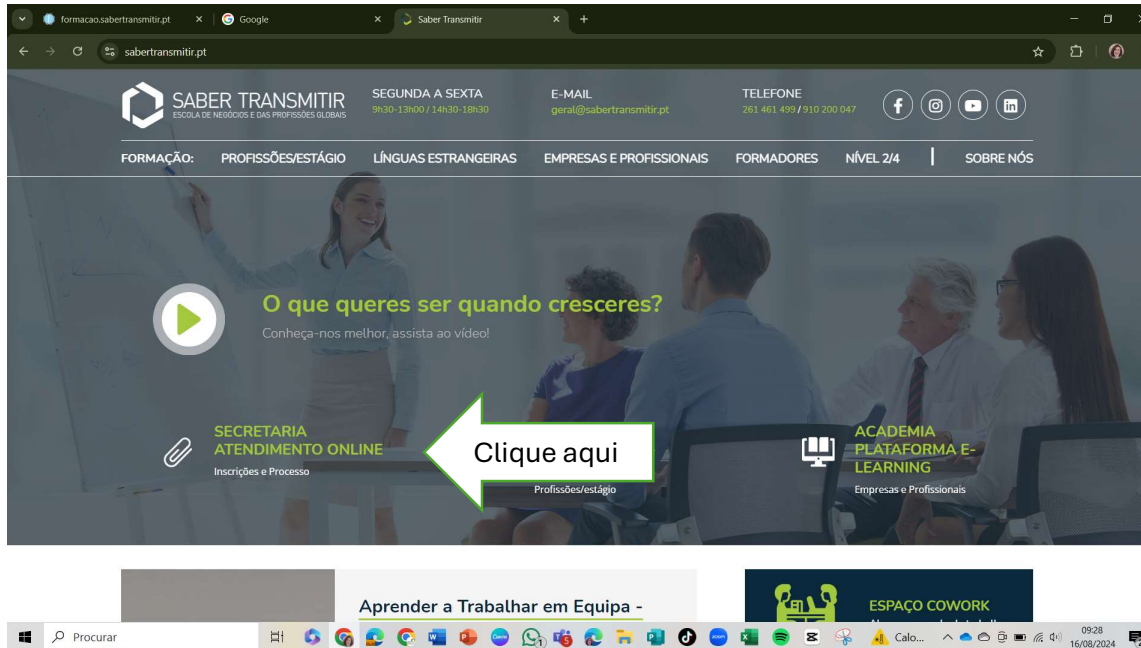 formacao.sabertransmitir.pt
Google
Saber Transmitir
sabertransmitir.pt
SABER TRANSMITIR
ESCOLA DE NEGÓCIOS E DAS PROFISSÕES GLOBAIS
SEGUNDA A SEXTA
9h30-13h00 / 14h30-18h30
E-MAIL
geral@sabertransmitir.pt
TELEFONE
261 461 499 / 910 200 047
FORMAÇÃO: PROFISSÕES/ESTÁGIO LÍNGUAS ESTRANGEIRAS EMPRESAS E PROFISSIONAIS FORMADORES NÍVEL 2/4 | SOBRE NÓS
O que queres ser quando cresceres?
Conheça-nos melhor, assista ao vídeo!
SECRETARIA
ATENDIMENTO ONLINE
Inscrições e Processo
Clique aqui
Profissões/estágio
ACADEMIA
PLATAFORMA E-
LEARNING
Empresas e Profissionais
Aprender a Trabalhar em Equipa -
ESPAÇO COWORK
Procurar
Calo...
09:28
16/08/2024